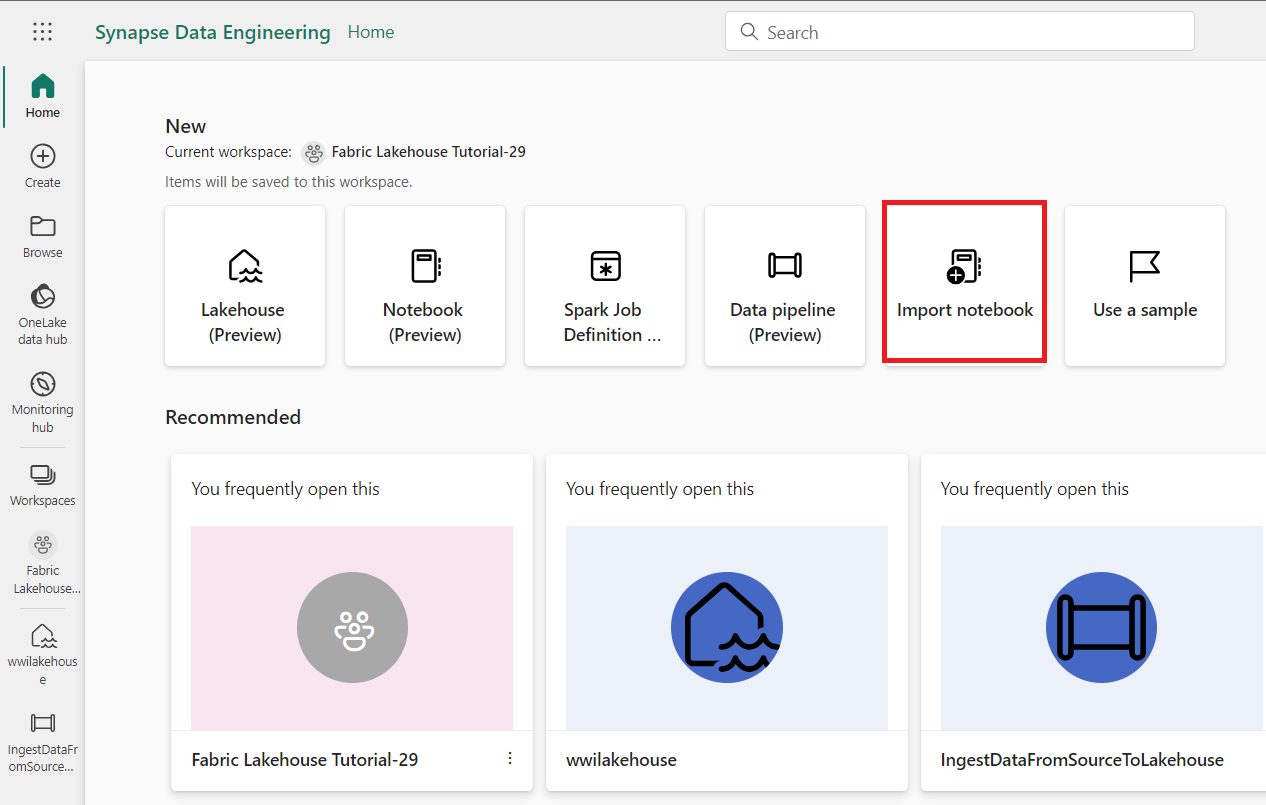 Synapse Data Engineering Home
Search
Home
Create
Browse
OneLake
data hub
Monitoring
hub
Workspaces
Fabric
Lakehouse...
wwilakehous
e
IngestDataFr
omSource...
New
Current workspace: Fabric Lakehouse Tutorial-29
Items will be saved to this workspace.
Lakehouse
(Preview)
Notebook
(Preview)
Spark Job
Definition ...
Data pipeline
(Preview)
Import notebook
Use a sample
Recommended
You frequently open this
Fabric Lakehouse Tutorial-29
You frequently open this
wwilakehouse
You frequently open this
IngestDataFromSourceToLakehouse